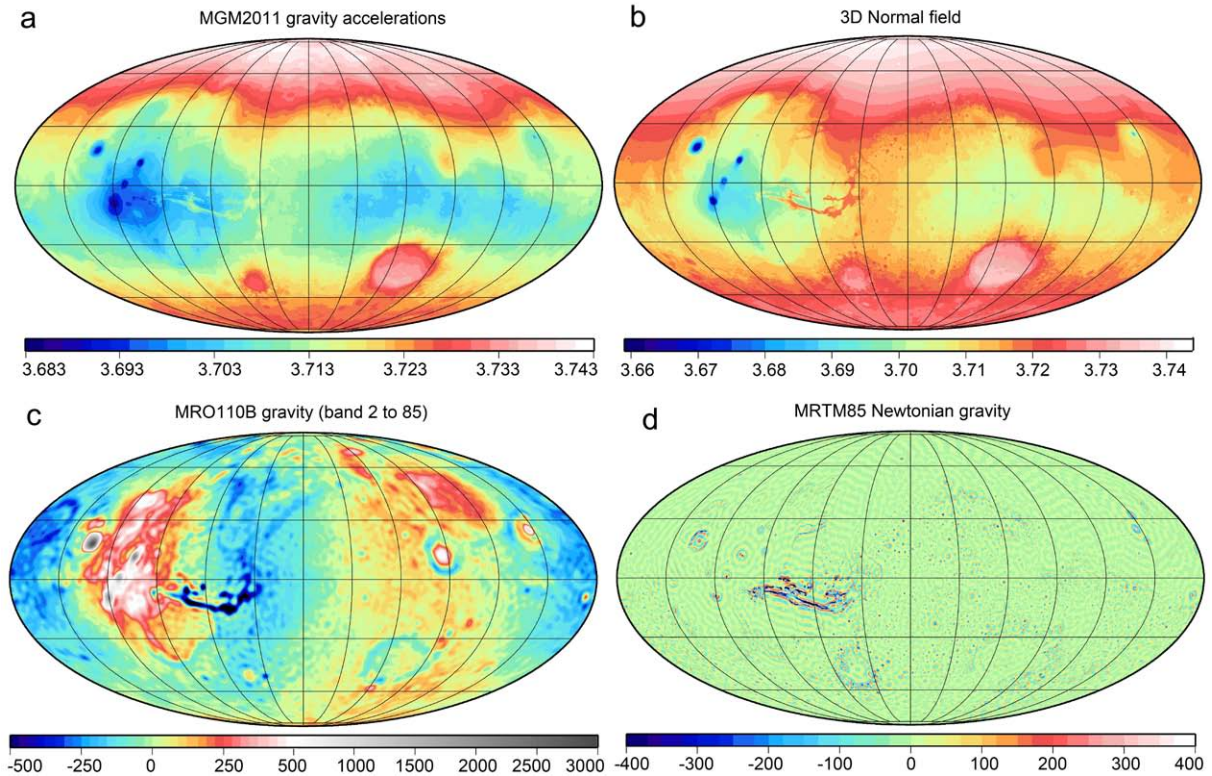 a
MGM2011 gravity accelerations
3.683 3.693 3.703 3.713 3.723 3.733 3.743
b
3D Normal field
3.66 3.67 3.68 3.69 3.70 3.71 3.72 3.73 3.74
c
MRO110B gravity (band 2 to 85)
-500 -250 0 250 500 1000 1500 2000 2500 3000
d
MRTM85 Newtonian gravity
-400 -300 -200 -100 0 100 200 300 400